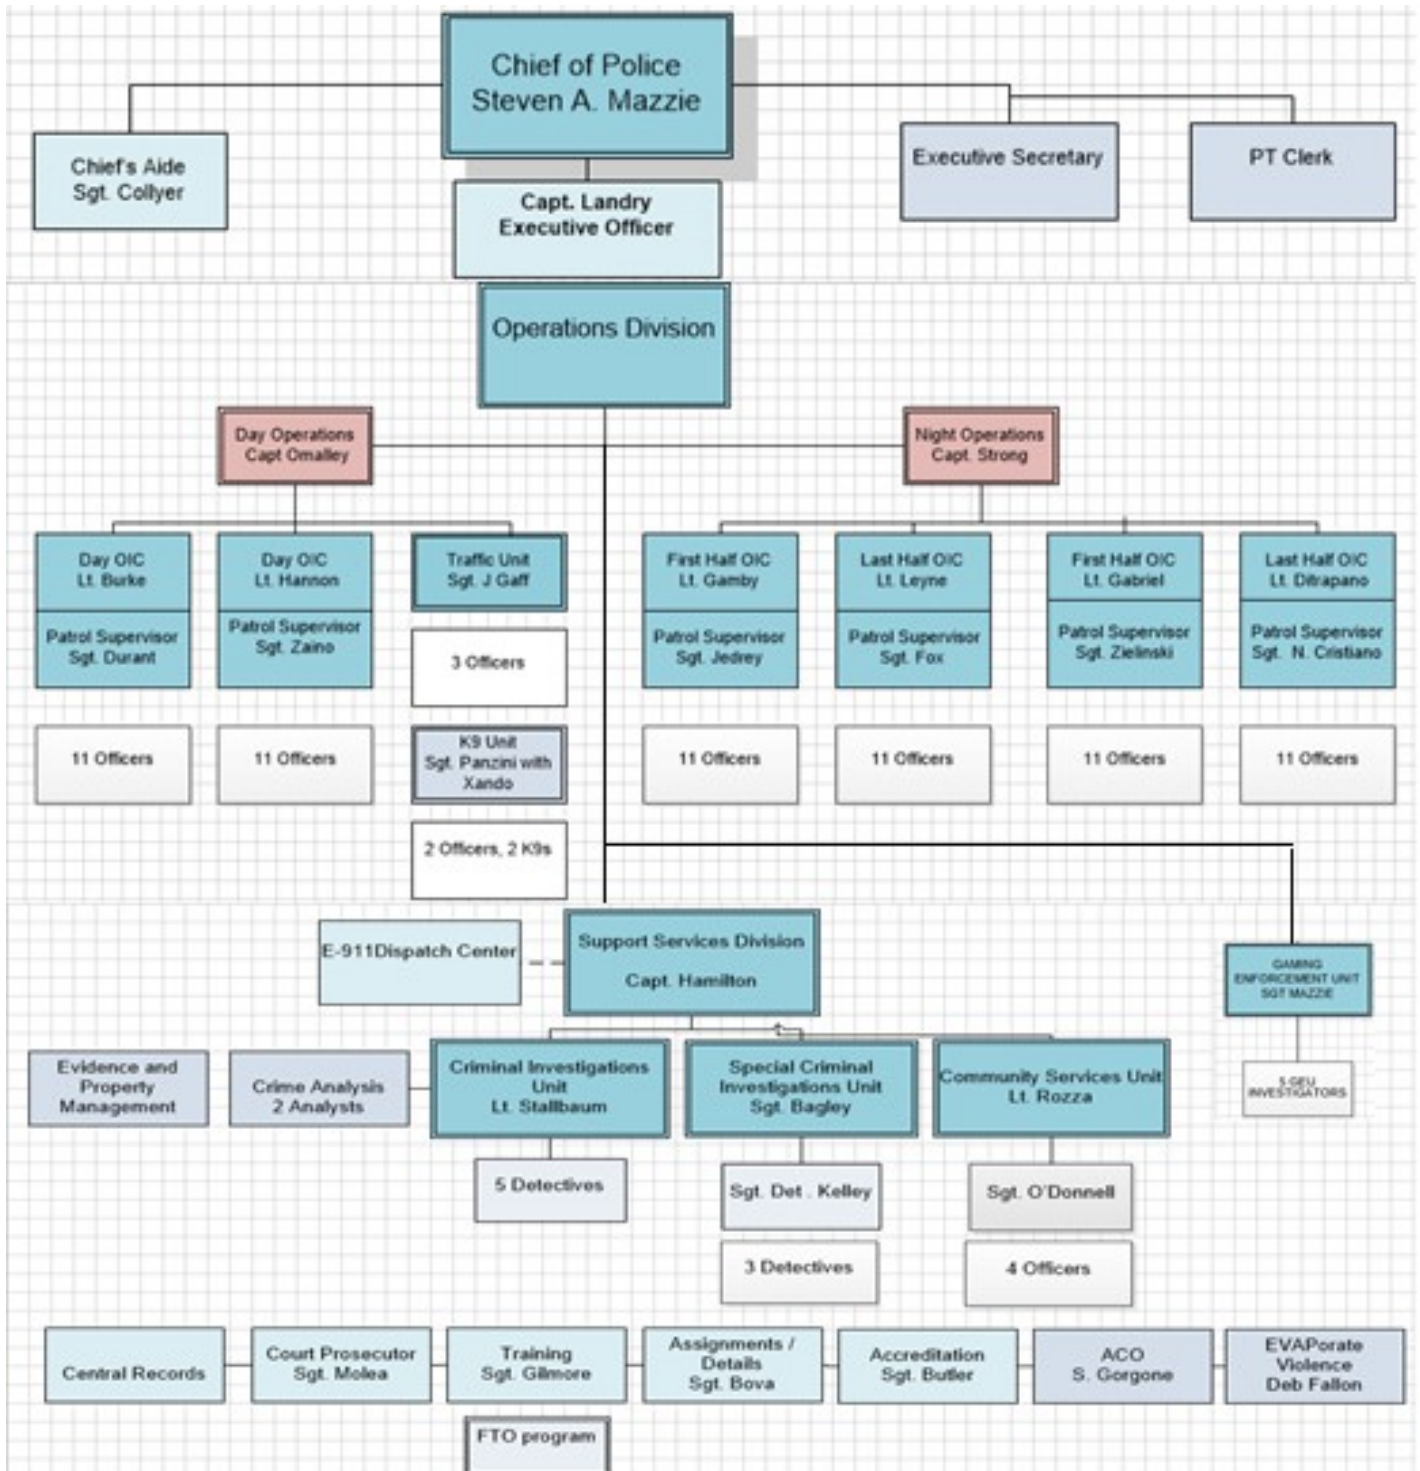 Chief of Police
Steven A. Mazzie
Chief's Aide
Sgt. Collyer
Executive Secretary
PT Clerk
Capt. Landry
Executive Officer
Operations Division
Day Operations
Capt Omalley
Night Operations
Capt. Strong
Day OIC
Lt. Burke
Patrol Supervisor
Sgt. Durant
11 Officers
Day OIC
Lt. Hannon
Patrol Supervisor
Sgt. Zaino
11 Officers
Traffic Unit
Sgt. J Gaff
3 Officers
K9 Unit
Sgt. Panzini with
Xando
2 Officers, 2 K9s
First Half OIC
Lt. Gamby
Patrol Supervisor
Sgt. Jedrey
11 Officers
Last Half OIC
Lt. Leyne
Patrol Supervisor
Sgt. Fox
11 Officers
First Half OIC
Lt. Gabriel
Patrol Supervisor
Sgt. Zielinski
11 Officers
Last Half OIC
Lt. Ditrapano
Patrol Supervisor
Sgt. N. Cristiano
11 Officers
E-911Dispatch Center
Support Services Division
Capt. Hamilton
GAMING
ENFORCEMENT UNIT
SGT MAZZIE
5 GEU
INVESTIGATORS
Evidence and
Property
Management
Crime Analysis
2 Analysts
Criminal Investigations
Unit
Lt. Stallbaum
5 Detectives
Special Criminal
Investigations Unit
Sgt. Bagley
Sgt. Det . Kelley
3 Detectives
Community Services Unit
Lt. Rozza
Sgt. O'Donnell
4 Officers
Central Records
Court Prosecutor
Sgt. Molea
Training
Sgt. Gilmore
Assignments /
Details
Sgt. Bova
Accreditation
Sgt. Butler
ACO
S. Gorgone
EVAPorate
Violence
Deb Fallon
FTO program